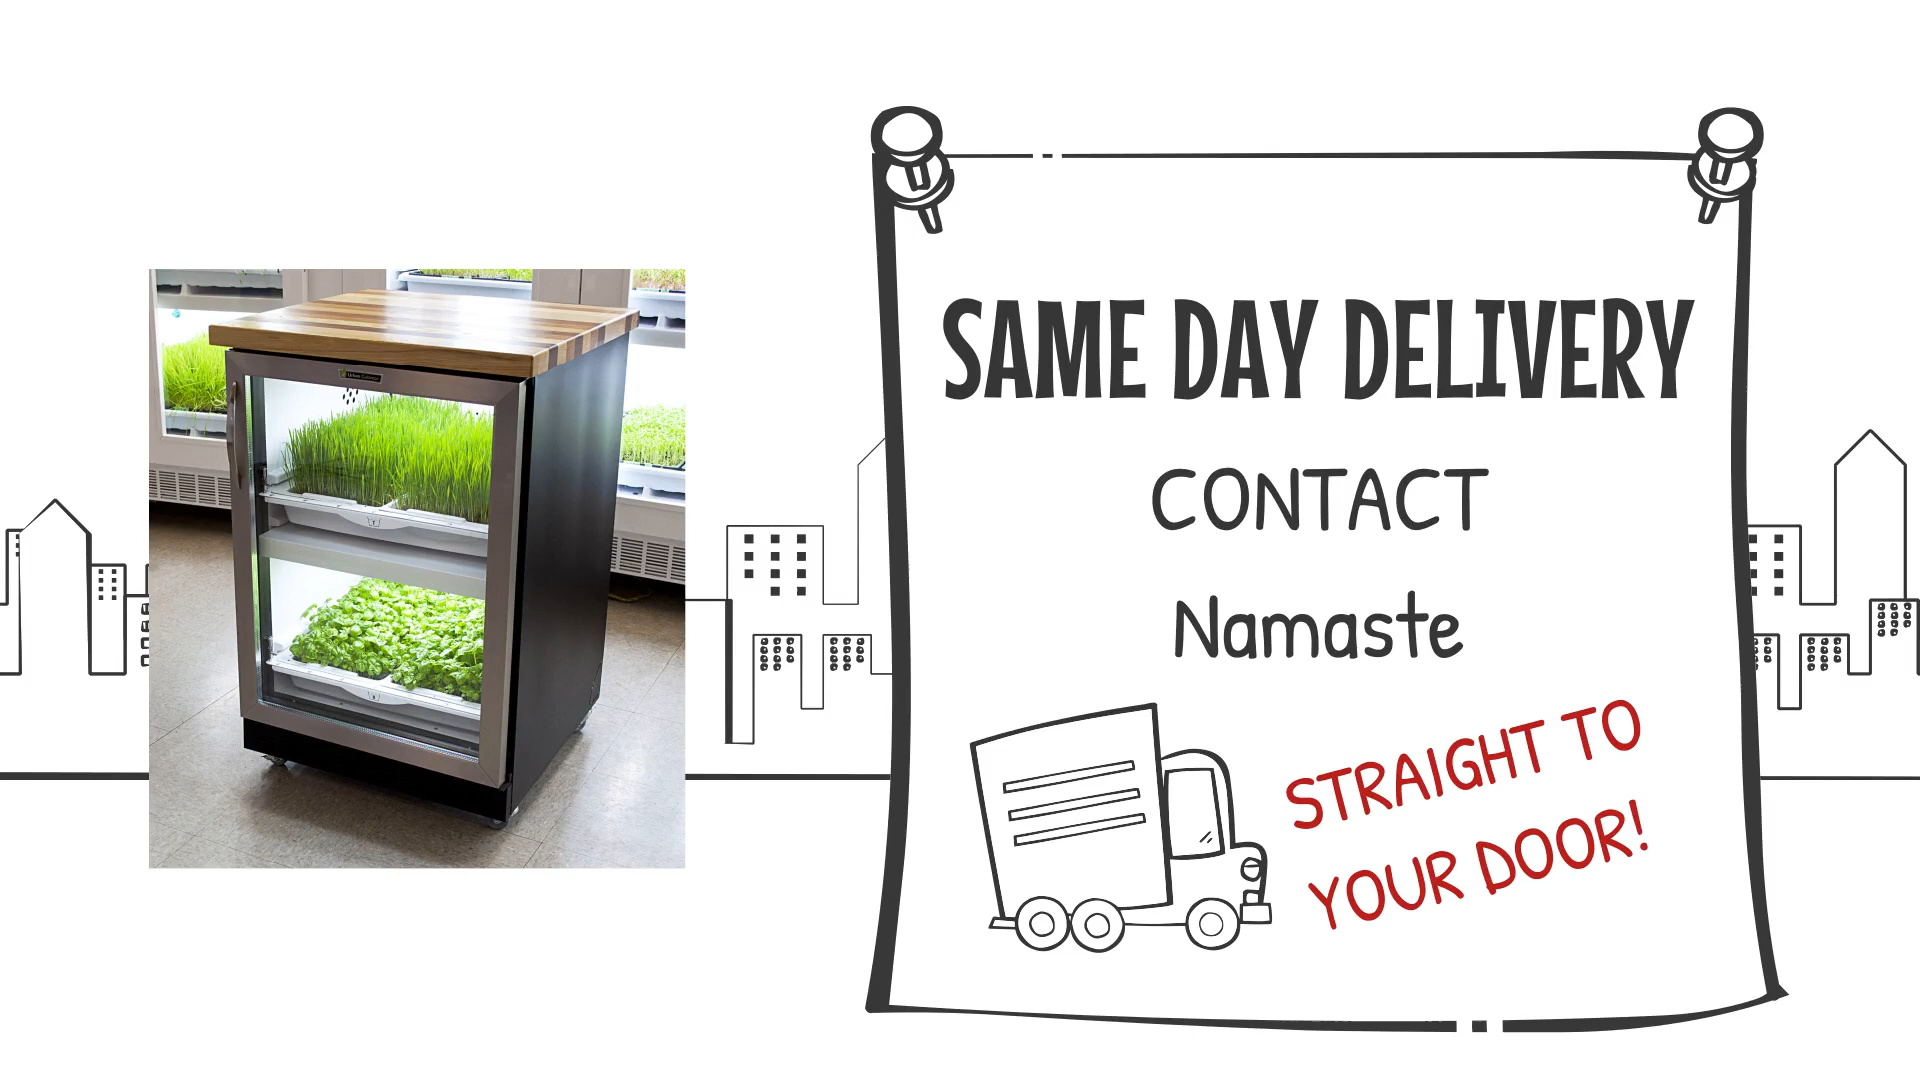 SAME DAY DELIVERY
CONTACT
Namaste
STRAIGHT TO
YOUR DOOR!